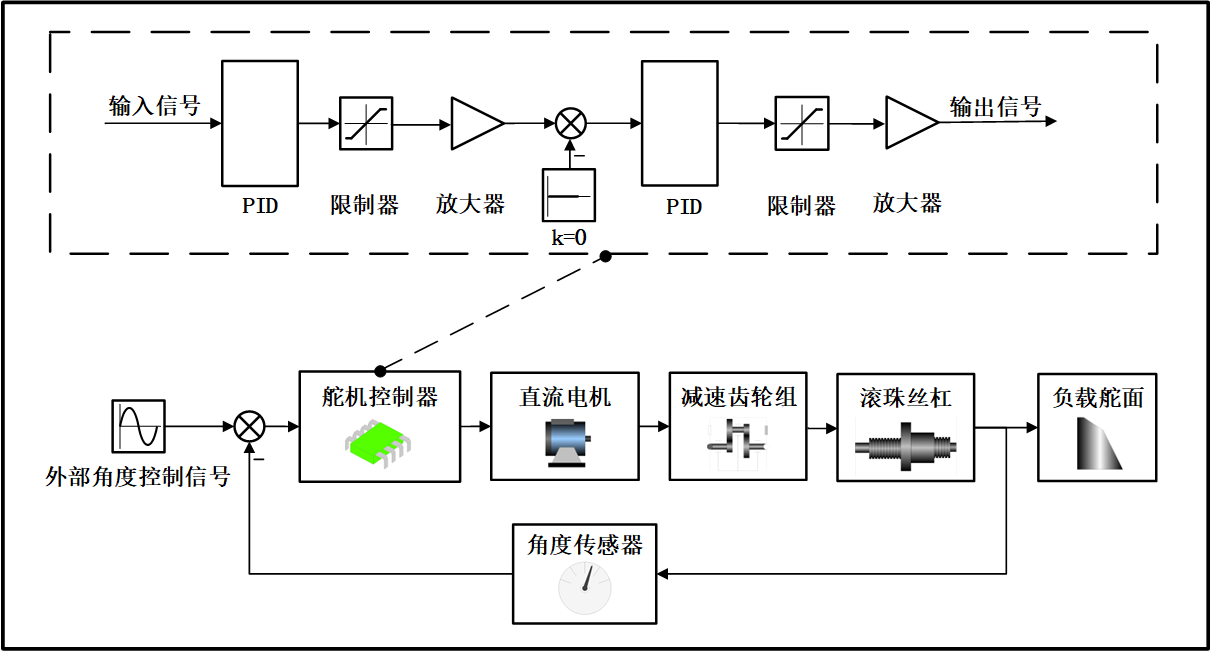 输入信号
输出信号
PID
限制器
放大器
k=0
PID
限制器
放大器
舵机控制器
直流电机
减速齿轮组
滚珠丝杠
负载舵面
外部角度控制信号
角度传感器